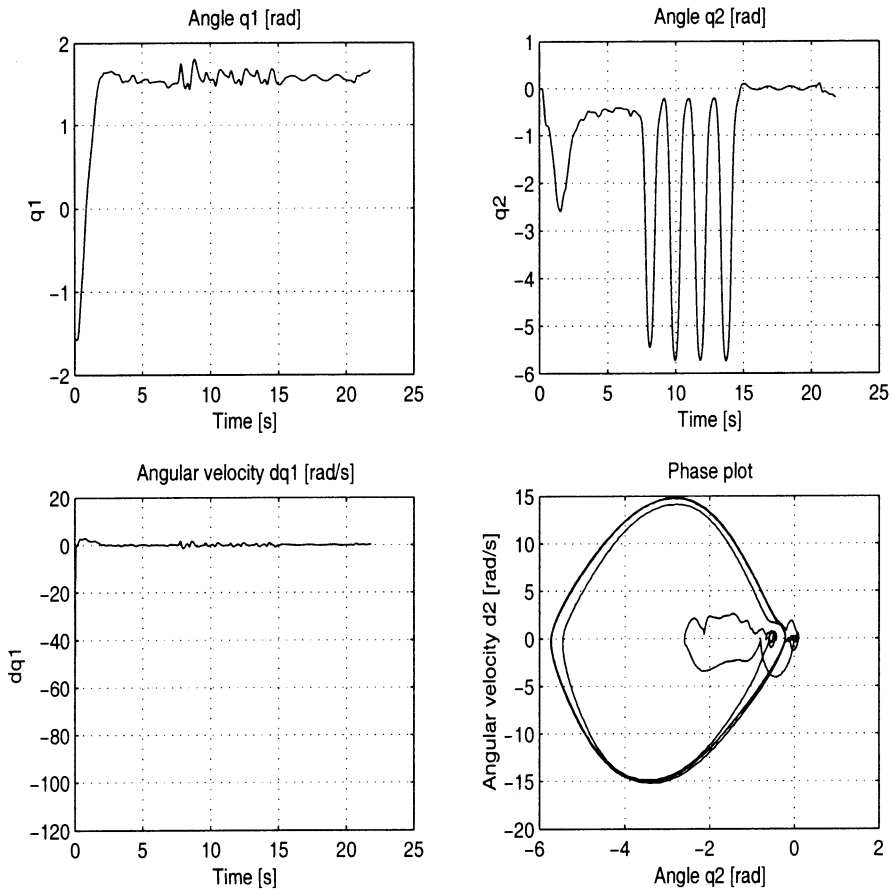 Angle q1 [rad]
2
1
0
−1
−2
q1
0 5 10 15 20 25
Time [s]
Angle q2 [rad]
1
0
−1
−2
−3
−4
−5
−6
q2
0 5 10 15 20 25
Time [s]
Angular velocity dq1 [rad/s]
20
0
−20
−40
−60
−80
−100
−120
dq1
0 5 10 15 20 25
Time [s]
Phase plot
15
10
5
0
−5
−10
−15
−20
Angular velocity d2 [rad/s]
−6 −4 −2 0 2
Angle q2 [rad]